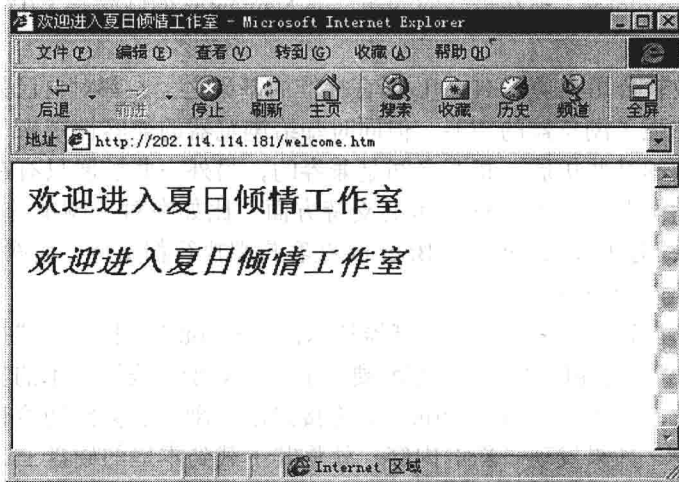 欢迎进入夏日倾情工作室 - Microsoft Internet Explorer
文件(F) 编辑(E) 查看(V) 转到(G) 收藏(A) 帮助(H)
后退 前进 停止 刷新 主页 搜索 收藏 历史 频道 全屏
地址 http://202.114.114.181/welcome.htm
欢迎进入夏日倾情工作室
欢迎进入夏日倾情工作室
Internet 区域